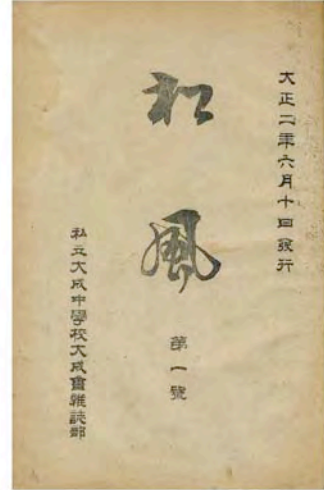 大正二年六月十日發行
松風
第一號
私立大成中學校大成會雜誌部